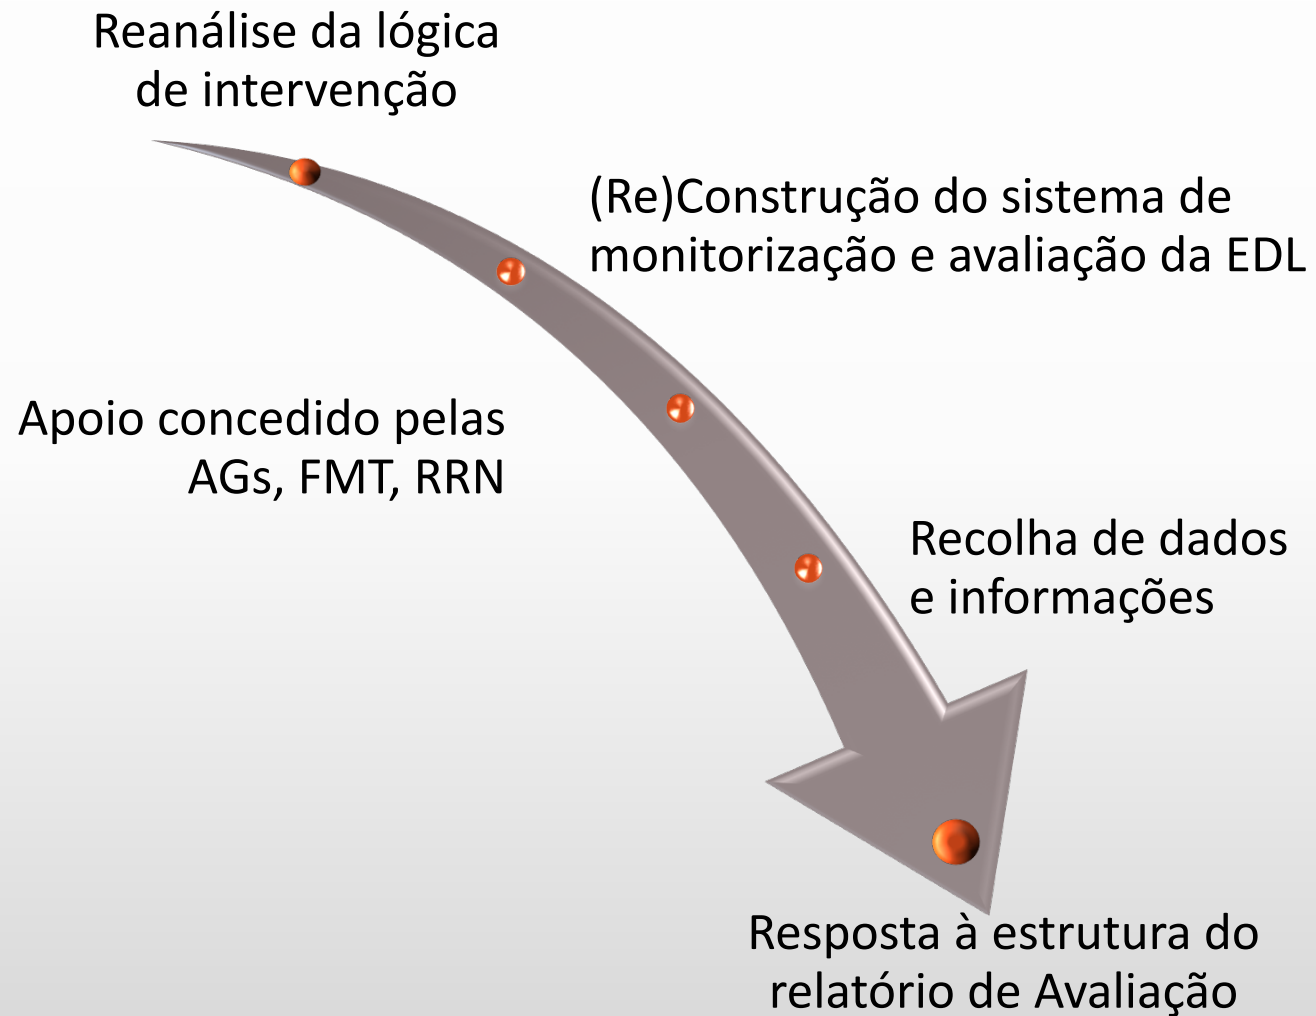 Reanálise da lógica
de intervenção
(Re)Construção do sistema de
monitorização e avaliação da EDL
Apoio concedido pelas
AGs, FMT, RRN
Recolha de dados
e informações
Resposta à estrutura do
relatório de Avaliação